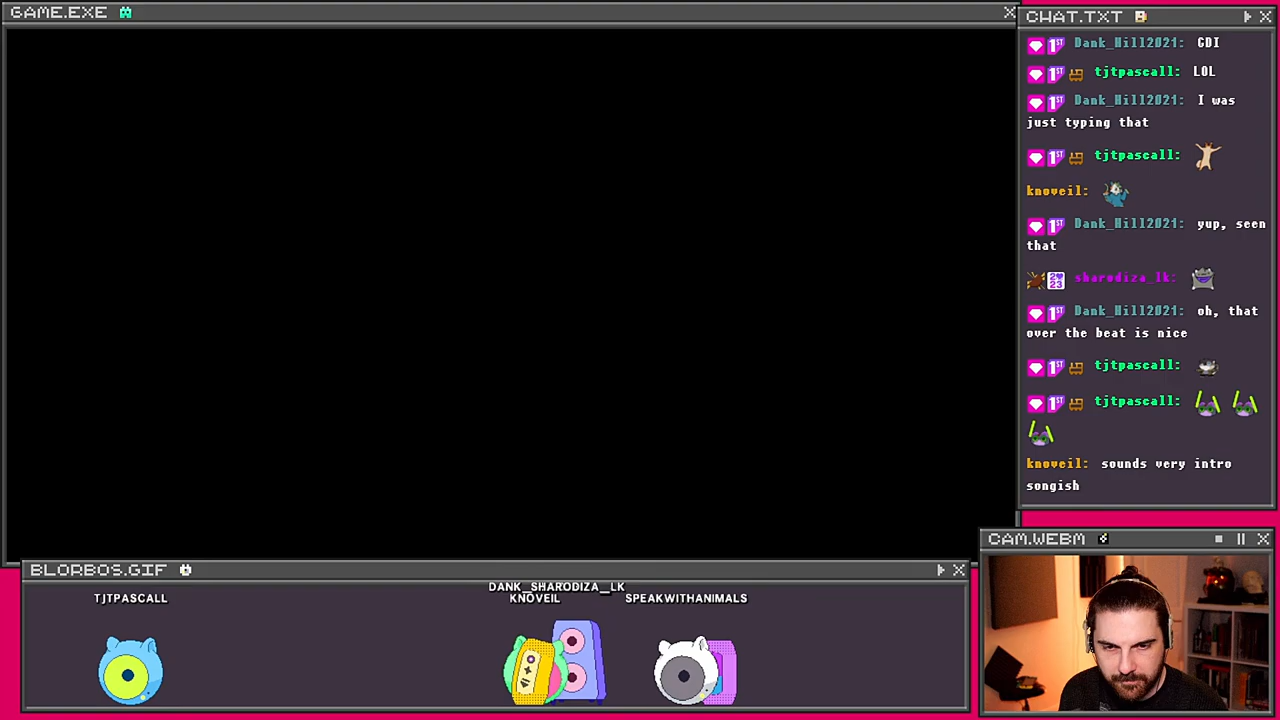 GAME.EXE
CHAT.TXT
Dank_Hill2021: GDI
tjtpascall: LOL
Dank_Hill2021: I was
just typing that
tjtpascall:
knoveil:
Dank_Hill2021: yup, seen
that
sharodiza_lk:
Dank_Hill2021: oh, that
over the beat is nice
tjtpascall:
tjtpascall:
knoveil: sounds very intro
songish
CAM.WEBM
BLORBOS.GIF
TJTPASCALL
DANK_SHARODIZA_LK
KNOVEIL
SPEAKWITHANIMALS